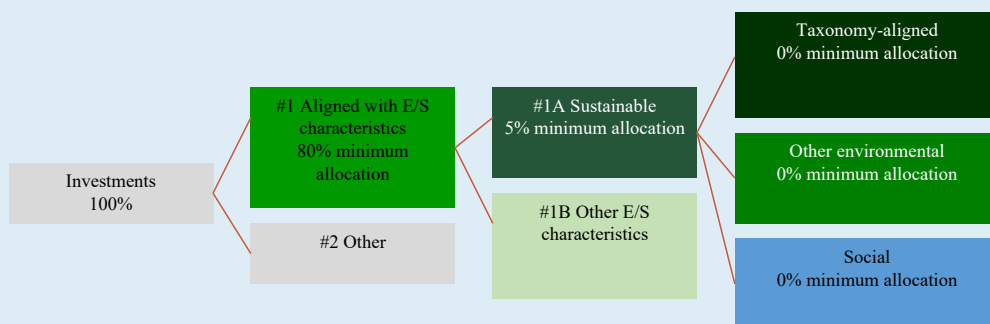 Investments
100%
#1 Aligned with E/S
characteristics
80% minimum
allocation
#2 Other
#1A Sustainable
5% minimum allocation
#1B Other E/S
characteristics
Taxonomy-aligned
0% minimum allocation
Other environmental
0% minimum allocation
Social
0% minimum allocation